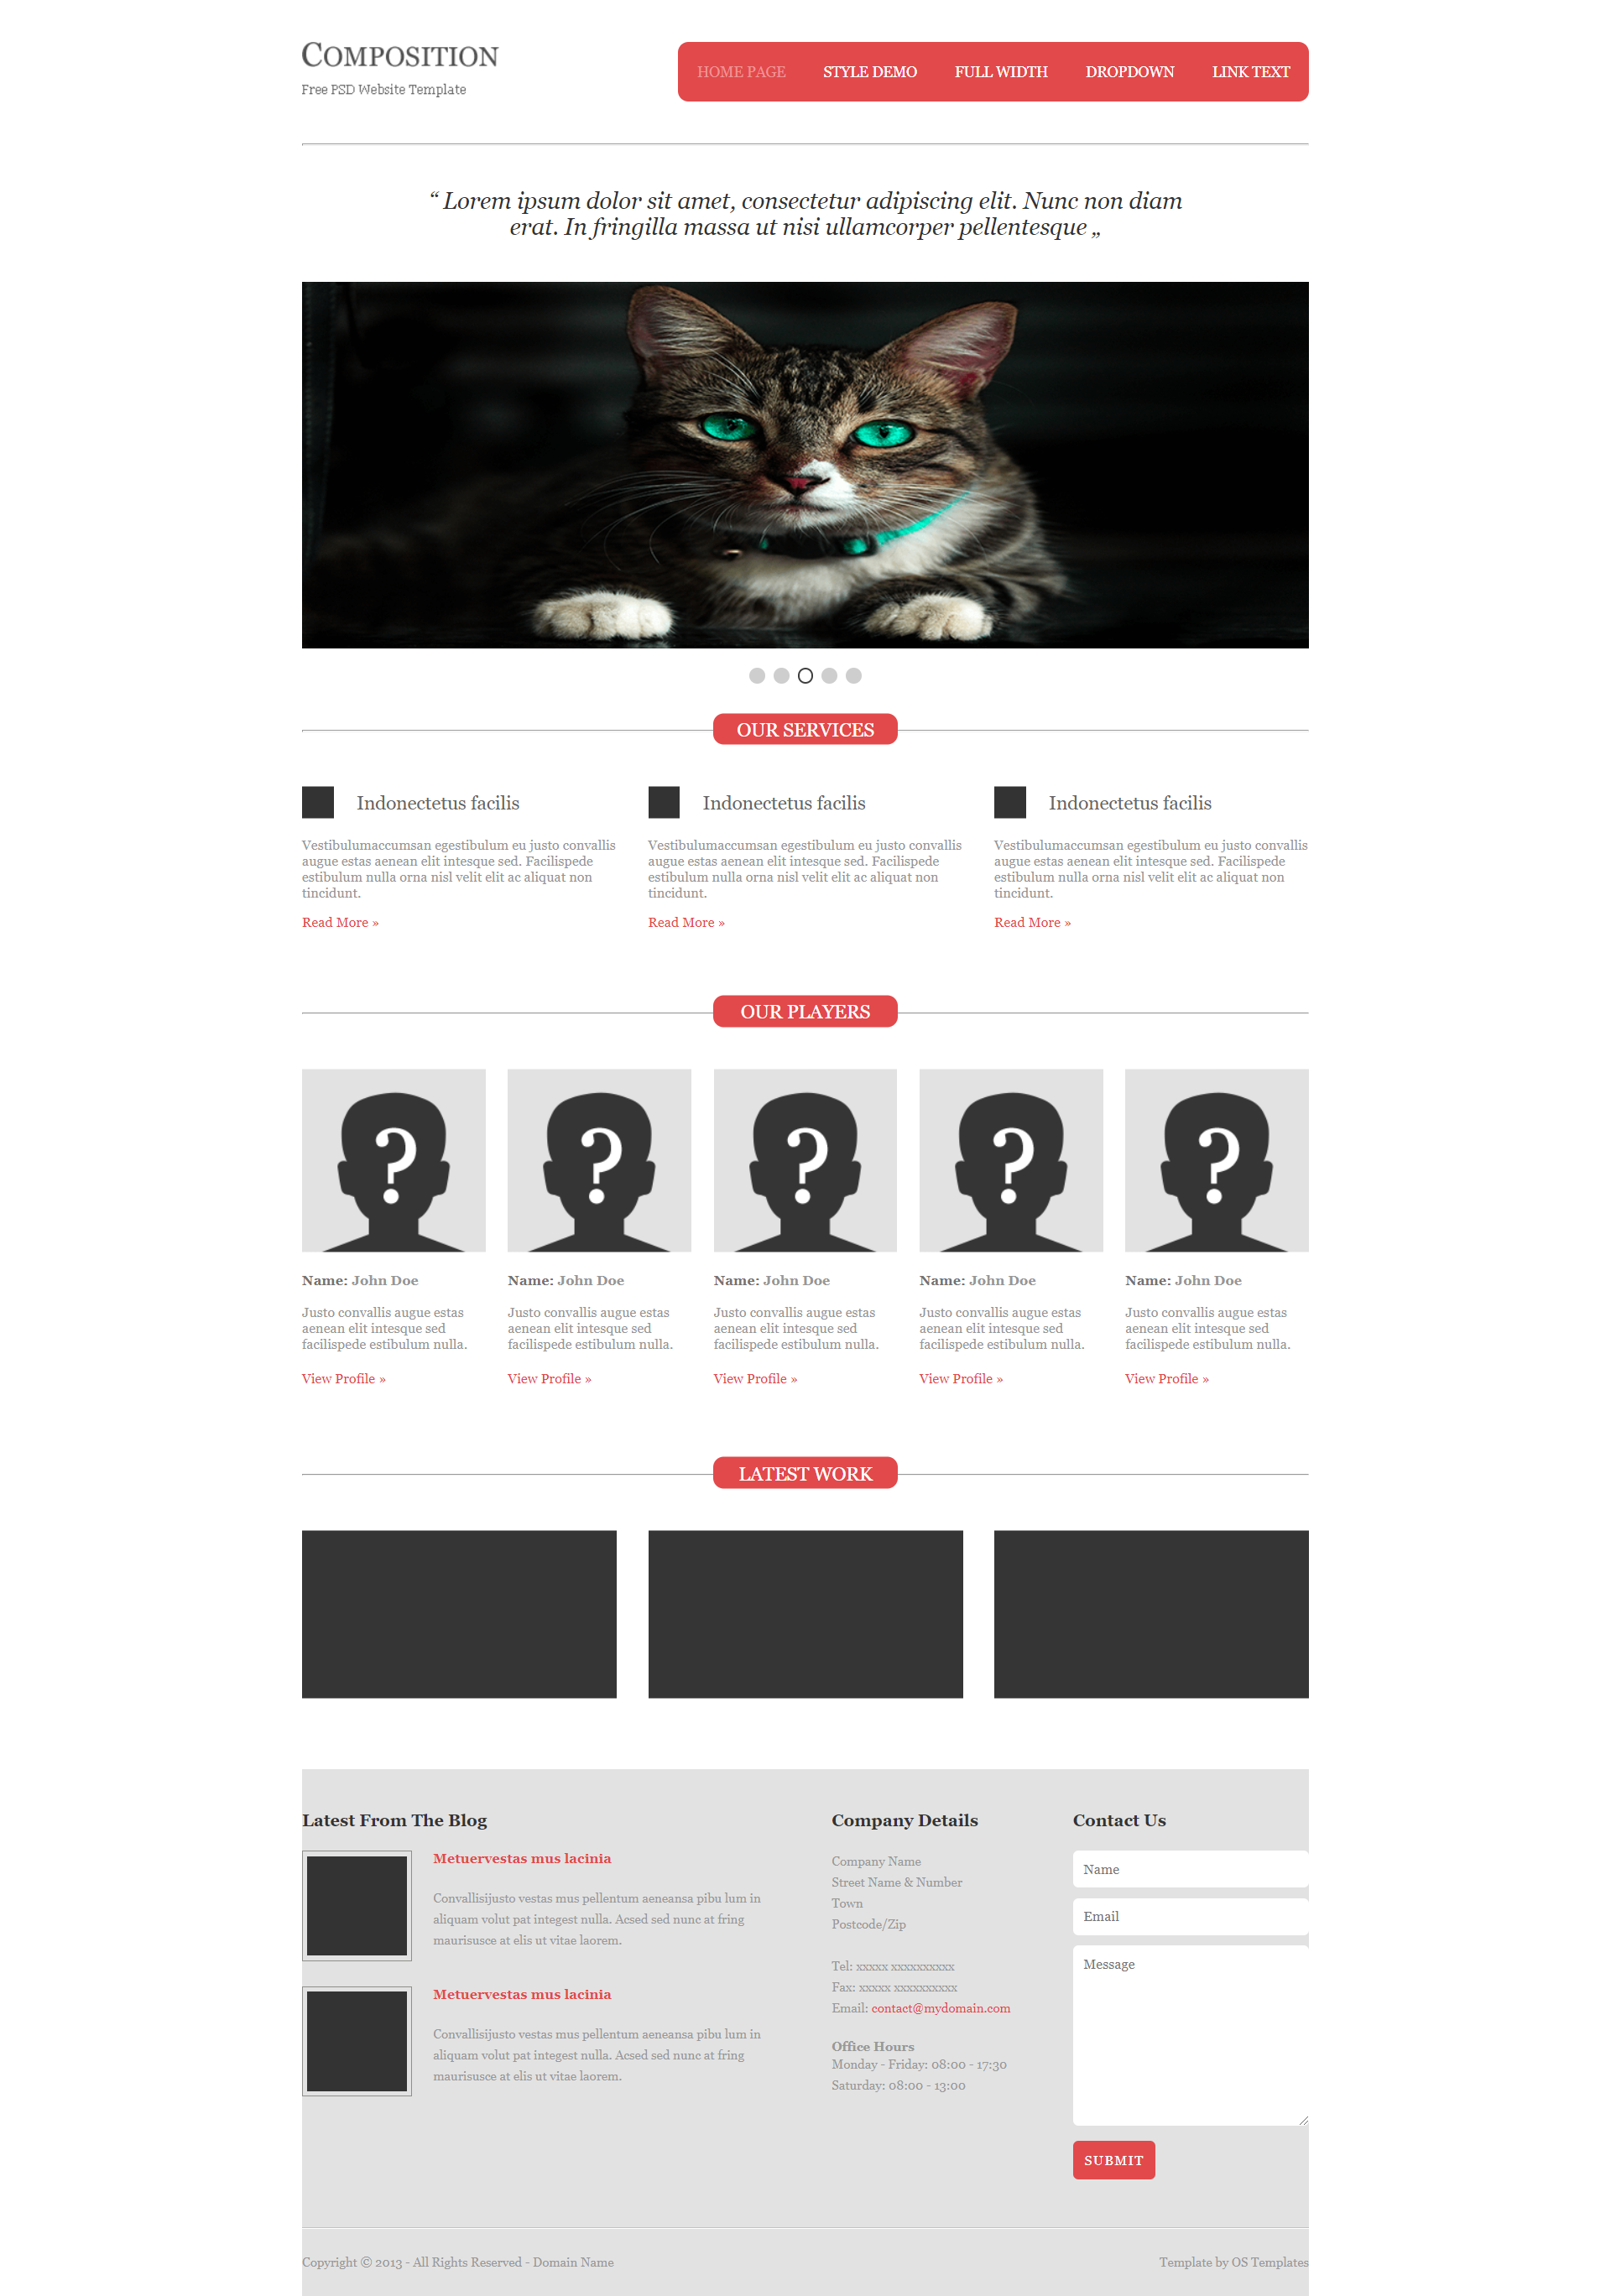 COMPOSITION
Free PSD Website Template
HOME PAGE STYLE DEMO FULL WIDTH DROPDOWN LINK TEXT
“ Lorem ipsum dolor sit amet, consectetur adipiscing elit. Nunc non diam
erat. In fringilla massa ut nisi ullamcorper pellentesque „
OUR SERVICES
Indonectetus facilis
Vestibulumaccumsan egestibulum eu justo convallis
augue estas aenean elit intesque sed. Facilispede
estibulum nulla orna nisl velit elit ac aliquat non
tincidunt.
Read More »
Indonectetus facilis
Vestibulumaccumsan egestibulum eu justo convallis
augue estas aenean elit intesque sed. Facilispede
estibulum nulla orna nisl velit elit ac aliquat non
tincidunt.
Read More »
Indonectetus facilis
Vestibulumaccumsan egestibulum eu justo convallis
augue estas aenean elit intesque sed. Facilispede
estibulum nulla orna nisl velit elit ac aliquat non
tincidunt.
Read More »
OUR PLAYERS
?
Name: John Doe
Justo convallis augue estas
aenean elit intesque sed
facilispede estibulum nulla.
View Profile »
?
Name: John Doe
Justo convallis augue estas
aenean elit intesque sed
facilispede estibulum nulla.
View Profile »
?
Name: John Doe
Justo convallis augue estas
aenean elit intesque sed
facilispede estibulum nulla.
View Profile »
?
Name: John Doe
Justo convallis augue estas
aenean elit intesque sed
facilispede estibulum nulla.
View Profile »
?
Name: John Doe
Justo convallis augue estas
aenean elit intesque sed
facilispede estibulum nulla.
View Profile »
LATEST WORK
Latest From The Blog
Metuervestas mus lacinia
Convallisijusto vestas mus pellentum aeneansa pibu lum in
aliquam volut pat integest nulla. Acsed sed nunc at fring
maurisusce at elis ut vitae laorem.
Metuervestas mus lacinia
Convallisijusto vestas mus pellentum aeneansa pibu lum in
aliquam volut pat integest nulla. Acsed sed nunc at fring
maurisusce at elis ut vitae laorem.
Company Details
Company Name
Street Name & Number
Town
Postcode/Zip
Tel: xxxxx xxxxxxxxxx
Fax: xxxxx xxxxxxxxxx
Email: contact@mydomain.com
Office Hours
Monday - Friday: 08:00 - 17:30
Saturday: 08:00 - 13:00
Contact Us
Name
Email
Message
SUBMIT
Copyright © 2013 - All Rights Reserved - Domain Name
Template by OS Templates